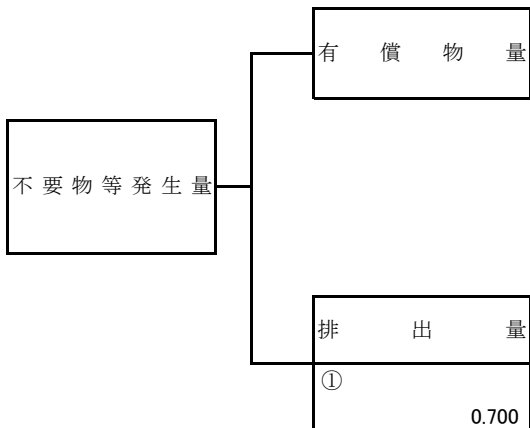 有償物量
不要物等発生量
排出量
①
0.700